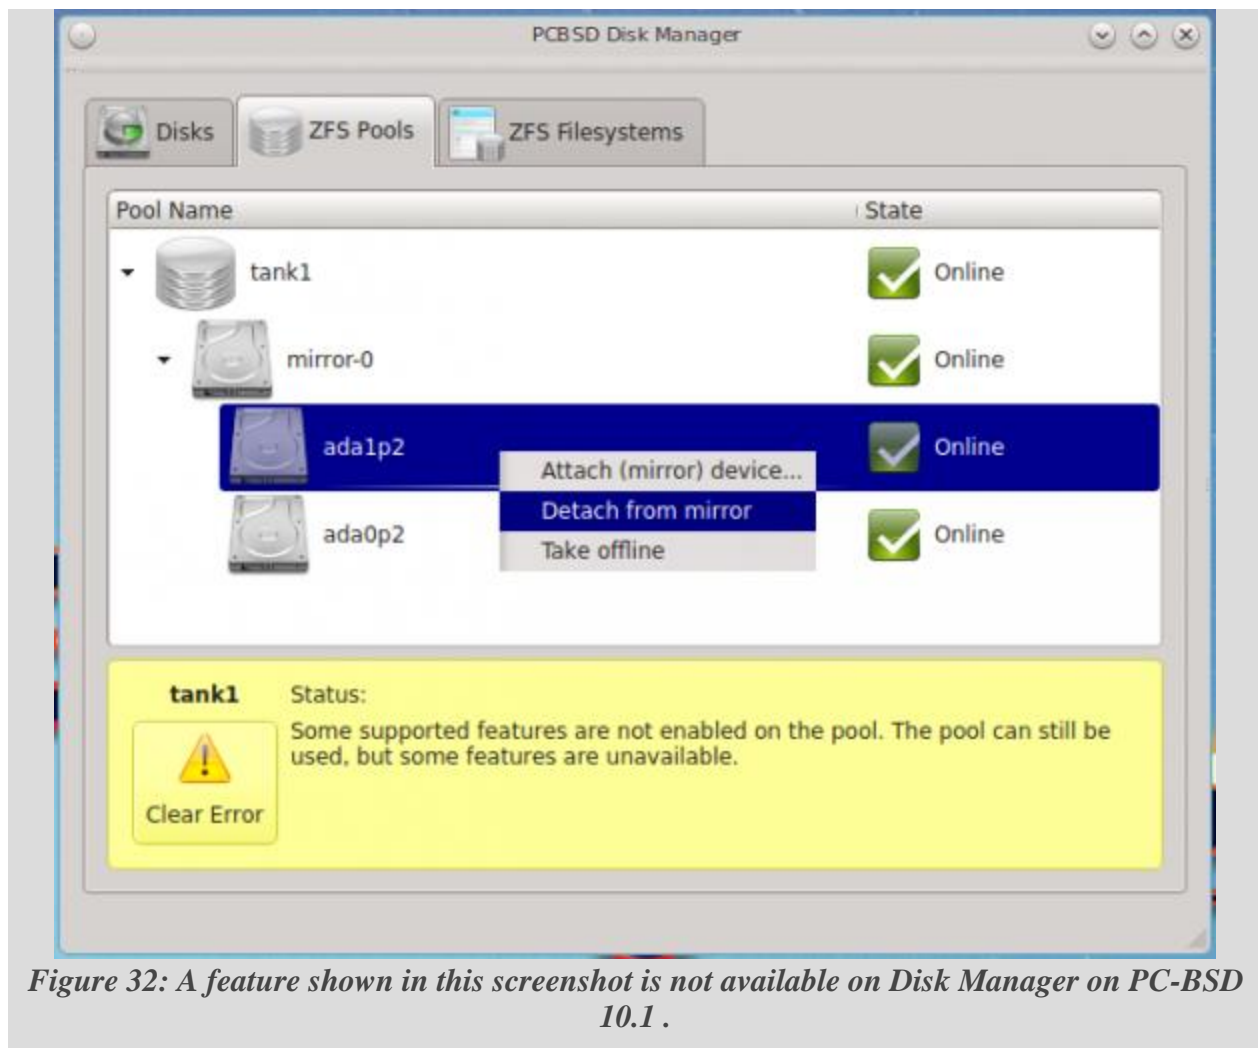 PCBSD Disk Manager
Disks
ZFS Pools
ZFS Filesystems
Pool Name
State
tank1
Online
mirror-0
Online
ada1p2
Online
Attach (mirror) device...
Detach from mirror
ada0p2
Online
Take offline
tank1
Status:
Some supported features are not enabled on the pool. The pool can still be
used, but some features are unavailable.
Clear Error
Figure 32: A feature shown in this screenshot is not available on Disk Manager on PC-BSD
10.1 .